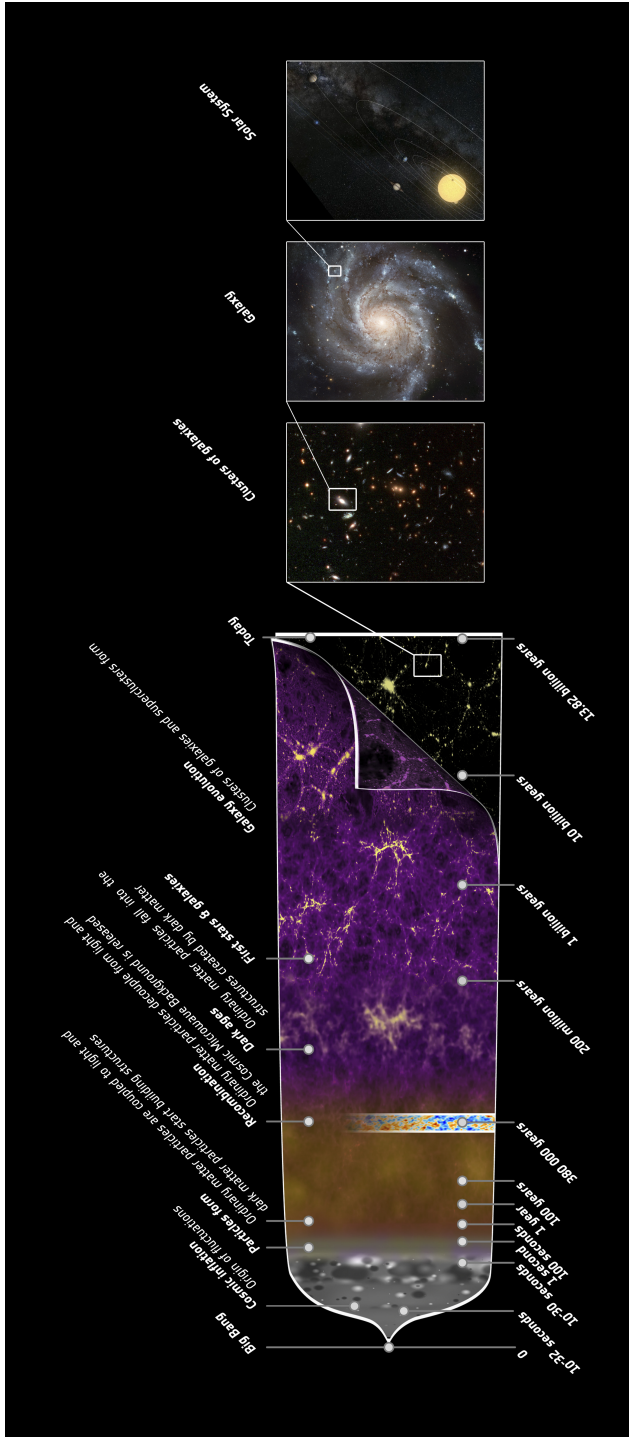 Solar System
Galaxy
Clusters of galaxies
Today
Galaxy evolution
Clusters of galaxies and superclusters form
First stars & galaxies
Dark ages
Ordinary matter particles fall into the
structures created by dark matter
Recombination
Ordinary matter particles decouple from light and
the Cosmic Microwave Background is released
Particles form
Ordinary matter particles are coupled to light and
dark matter particles start building structures
Cosmic inflation
Origin of fluctuations
Big Bang
13.82 billion years
10 billion years
1 billion years
200 million years
380 000 years
100 years
1 year
100 seconds
1 second
10-30 seconds
10-32 seconds
0